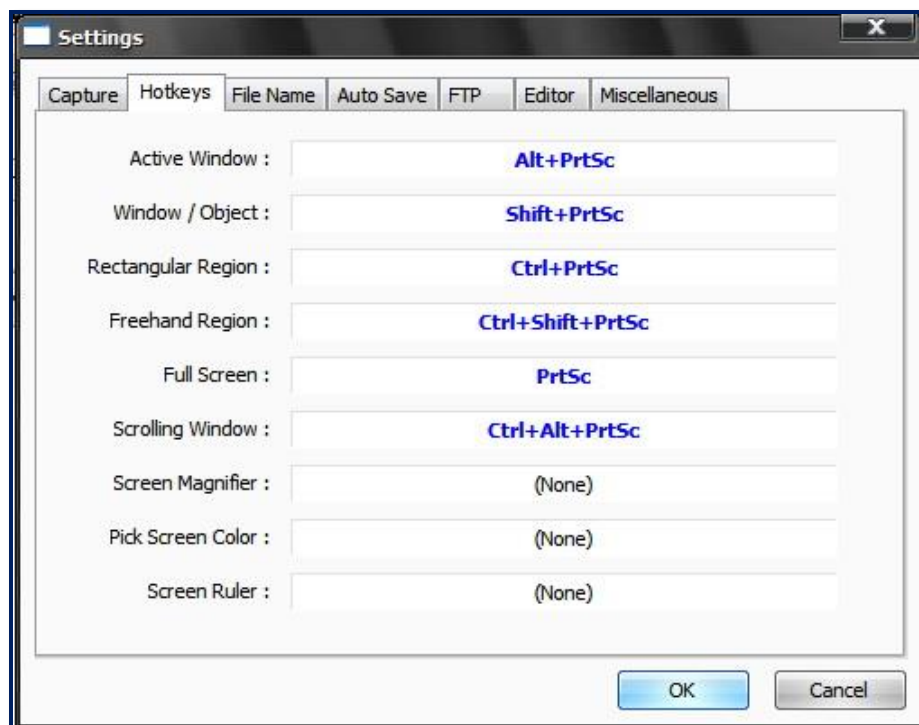 Settings
X
Capture Hotkeys File Name Auto Save FTP Editor Miscellaneous
Active Window : Alt+PrtSc
Window / Object : Shift+PrtSc
Rectangular Region : Ctrl+PrtSc
Freehand Region : Ctrl+Shift+PrtSc
Full Screen : PrtSc
Scrolling Window : Ctrl+Alt+PrtSc
Screen Magnifier : (None)
Pick Screen Color : (None)
Screen Ruler : (None)
OK Cancel